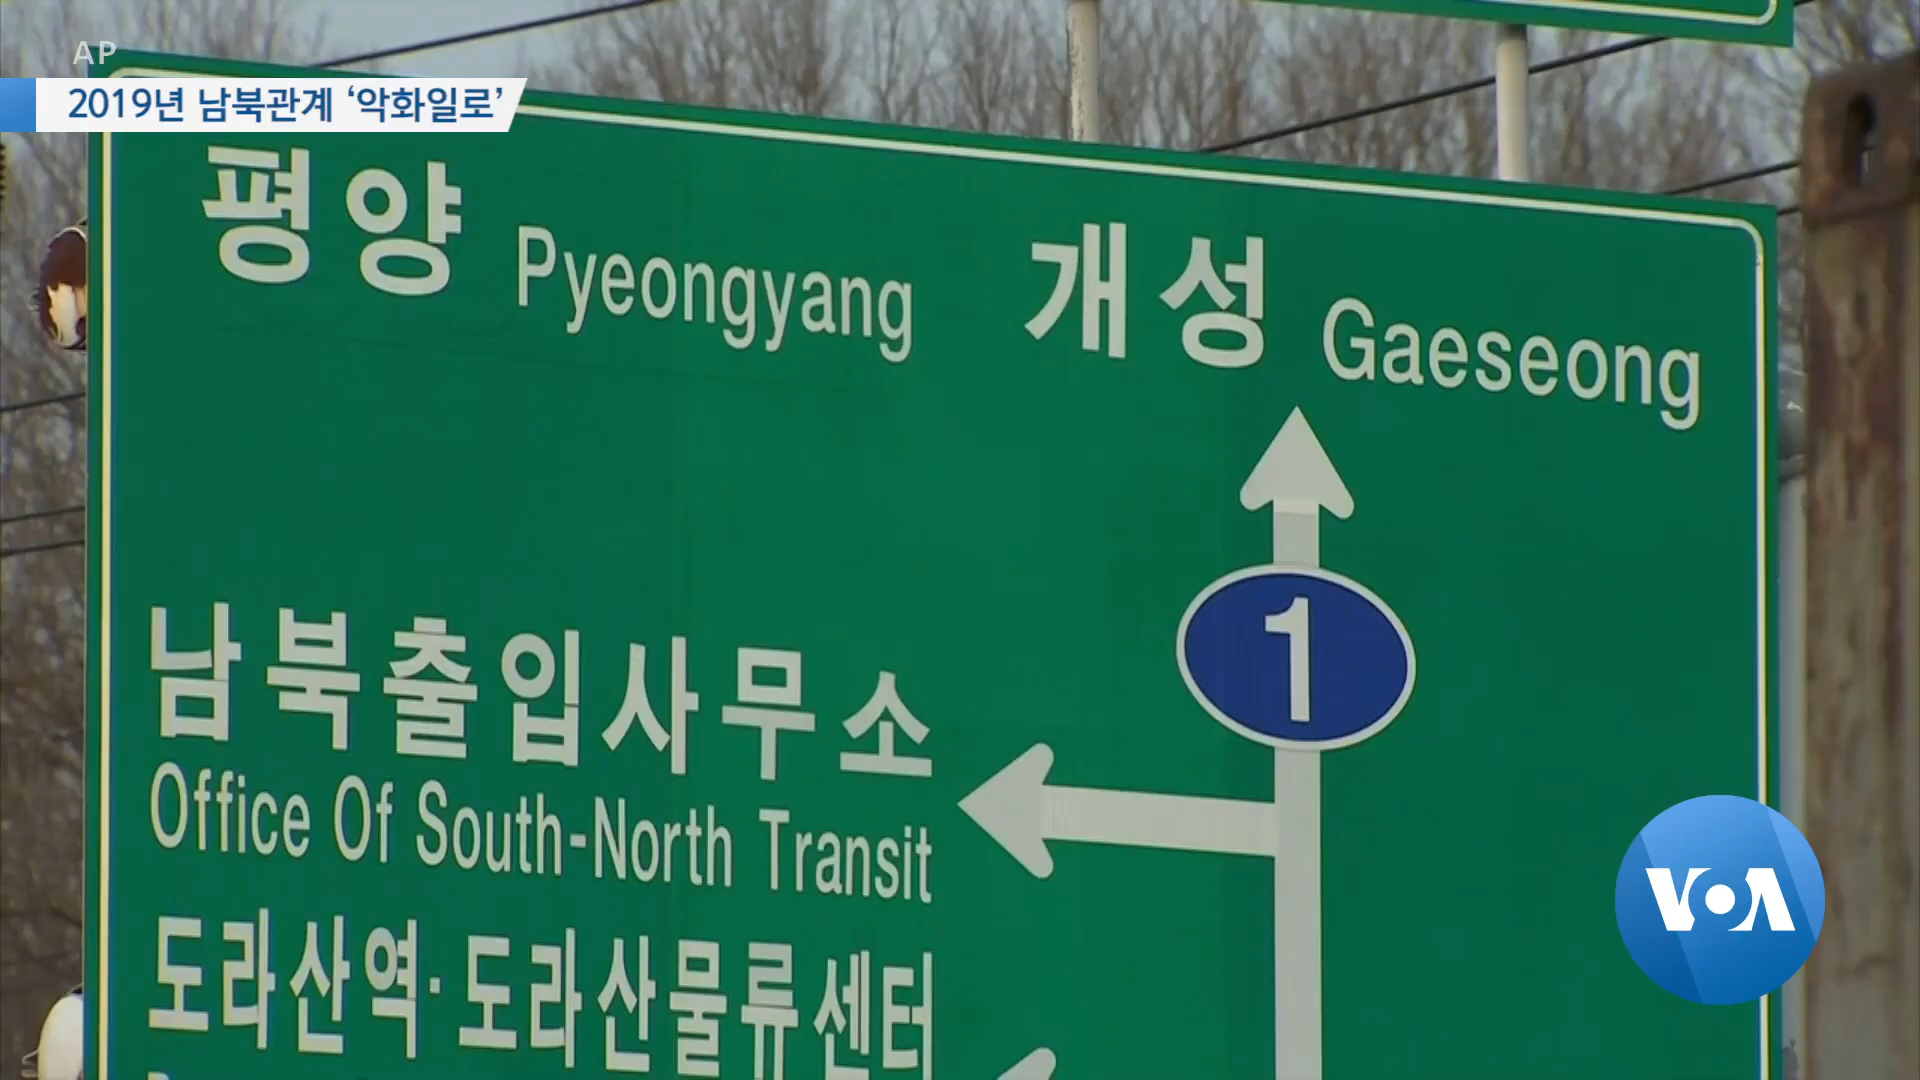 AP
2019년 남북관계 ‘악화일로’
평양 Pyeongyang 개성 Gaeseong
1
남북출입사무소
Office Of South-North Transit
도라산역·도라산물류센터
VOA